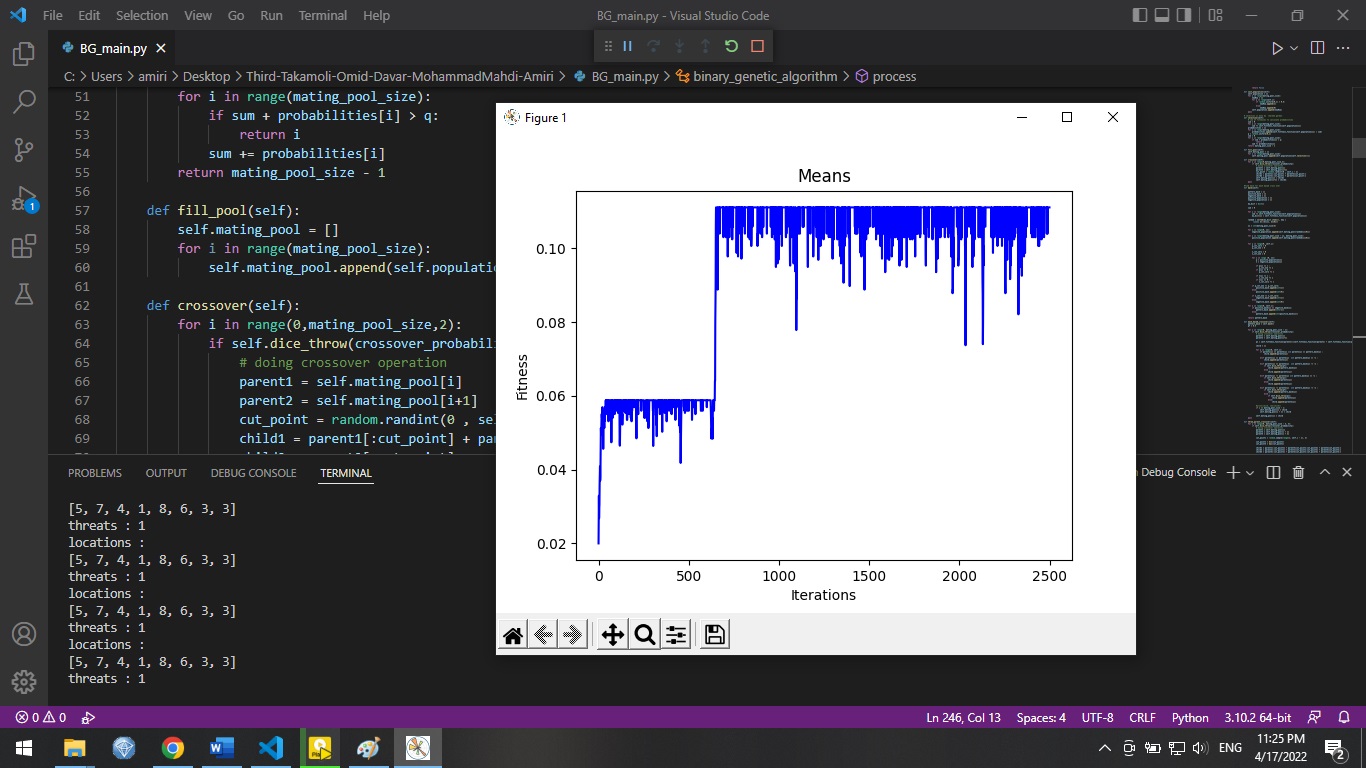 File Edit Selection View Go Run Terminal Help BG_main.py - Visual Studio Code
BG_main.py
C: > Users > amiri > Desktop > Third-Takamoli-Omid-Davar-MohammadMahdi-Amiri > BG_main.py > binary_genetic_algorithm > process
51 for i in range(mating_pool_size):
52 if sum + probabilities[i] > q:
53 return i
54 sum += probabilities[i]
55 return mating_pool_size - 1
56
57 def fill_pool(self):
58 self.mating_pool = []
59 for i in range(mating_pool_size):
60 self.mating_pool.append(self.populatio
61
62 def crossover(self):
63 for i in range(0,mating_pool_size,2):
64 if self.dice_throw(crossover_probabili
65 # doing crossover operation
66 parent1 = self.mating_pool[i]
67 parent2 = self.mating_pool[i+1]
68 cut_point = random.randint(0 , sel
69 child1 = parent1[:cut_point] + par
Figure 1
Means
0.10
0.08
0.06
0.04
0.02
Fitness
0 500 1000 1500 2000 2500
Iterations
PROBLEMS OUTPUT DEBUG CONSOLE TERMINAL
Debug Console
[5, 7, 4, 1, 8, 6, 3, 3]
threats : 1
locations :
[5, 7, 4, 1, 8, 6, 3, 3]
threats : 1
locations :
[5, 7, 4, 1, 8, 6, 3, 3]
threats : 1
locations :
[5, 7, 4, 1, 8, 6, 3, 3]
threats : 1
1
0 0 Ln 246, Col 13 Spaces: 4 UTF-8 CRLF Python 3.10.2 64-bit
ENG 11:25 PM
4/17/2022
2